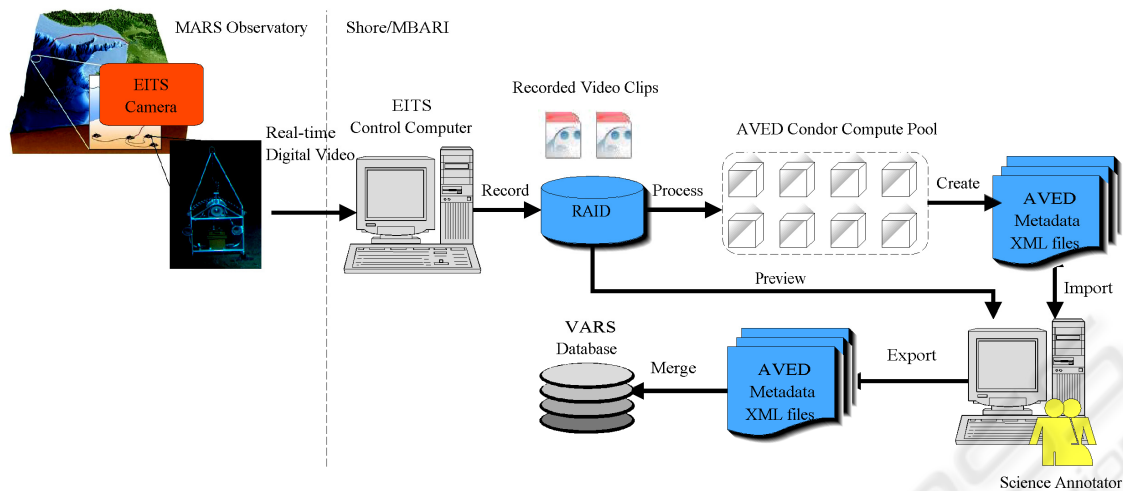 MARS Observatory
Shore/MBARI
EITS
Camera
Real-time
Digital Video
EITS
Control Computer
Recorded Video Clips
AVED Condor Compute Pool
Record
RAID
Process
Create
AVED
Metadata
XML files
Preview
Import
VARS
Database
Merge
AVED
Metadata
XML files
Export
Science Annotator